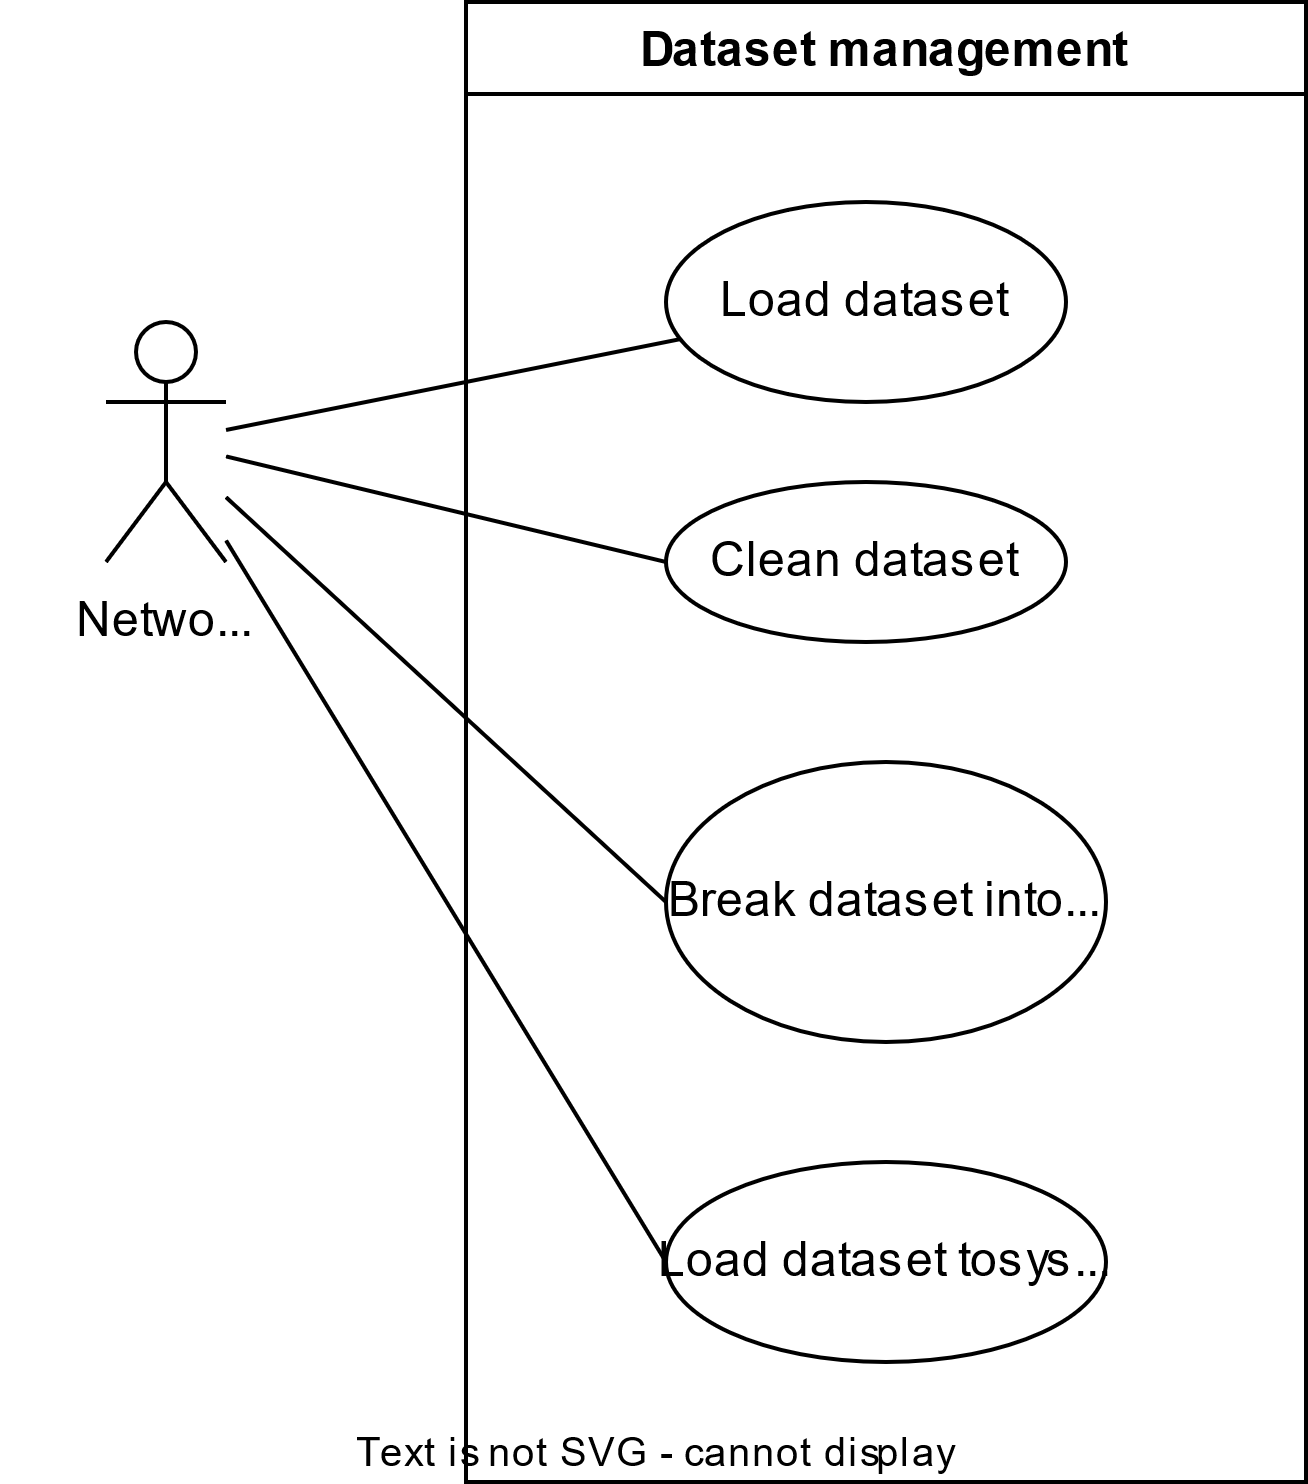 Dataset management
Load dataset
Clean dataset
Netwo...
Break dataset into...
Load dataset tosys...
Text is not SVG - cannot display